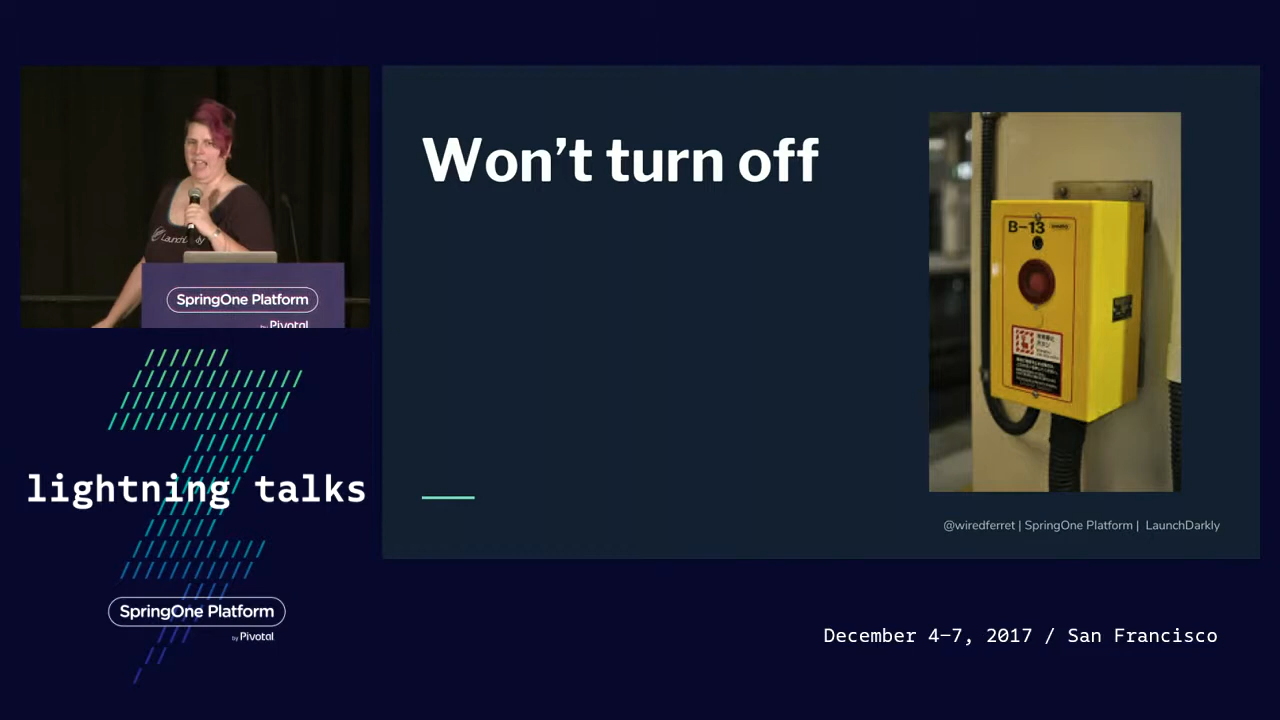 LaunchDarkly
SpringOne Platform
by Pivotal
Won't turn off
B-13
@wiredferret | SpringOne Platform | LaunchDarkly
lightning talks
SpringOne Platform
by Pivotal
December 4–7, 2017 / San Francisco